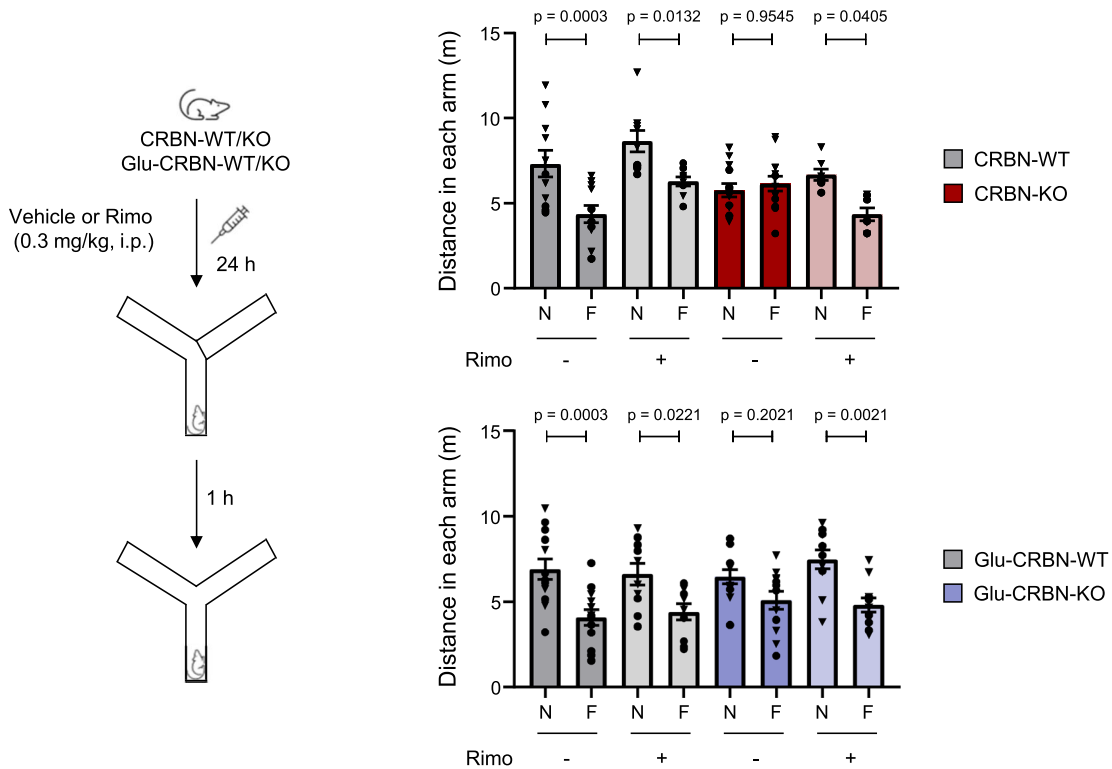 CRBN-WT/KO
Glu-CRBN-WT/KO
Vehicle or Rimo
(0.3 mg/kg, i.p.)
24 h
1 h
p = 0.0003 p = 0.0132 p = 0.9545 p = 0.0405
Distance in each arm (m)
15
10
5
0
N F N F N F N F
Rimo - + - +
CRBN-WT
CRBN-KO
p = 0.0003 p = 0.0221 p = 0.2021 p = 0.0021
Distance in each arm (m)
15
10
5
0
N F N F N F N F
Rimo - + - +
Glu-CRBN-WT
Glu-CRBN-KO